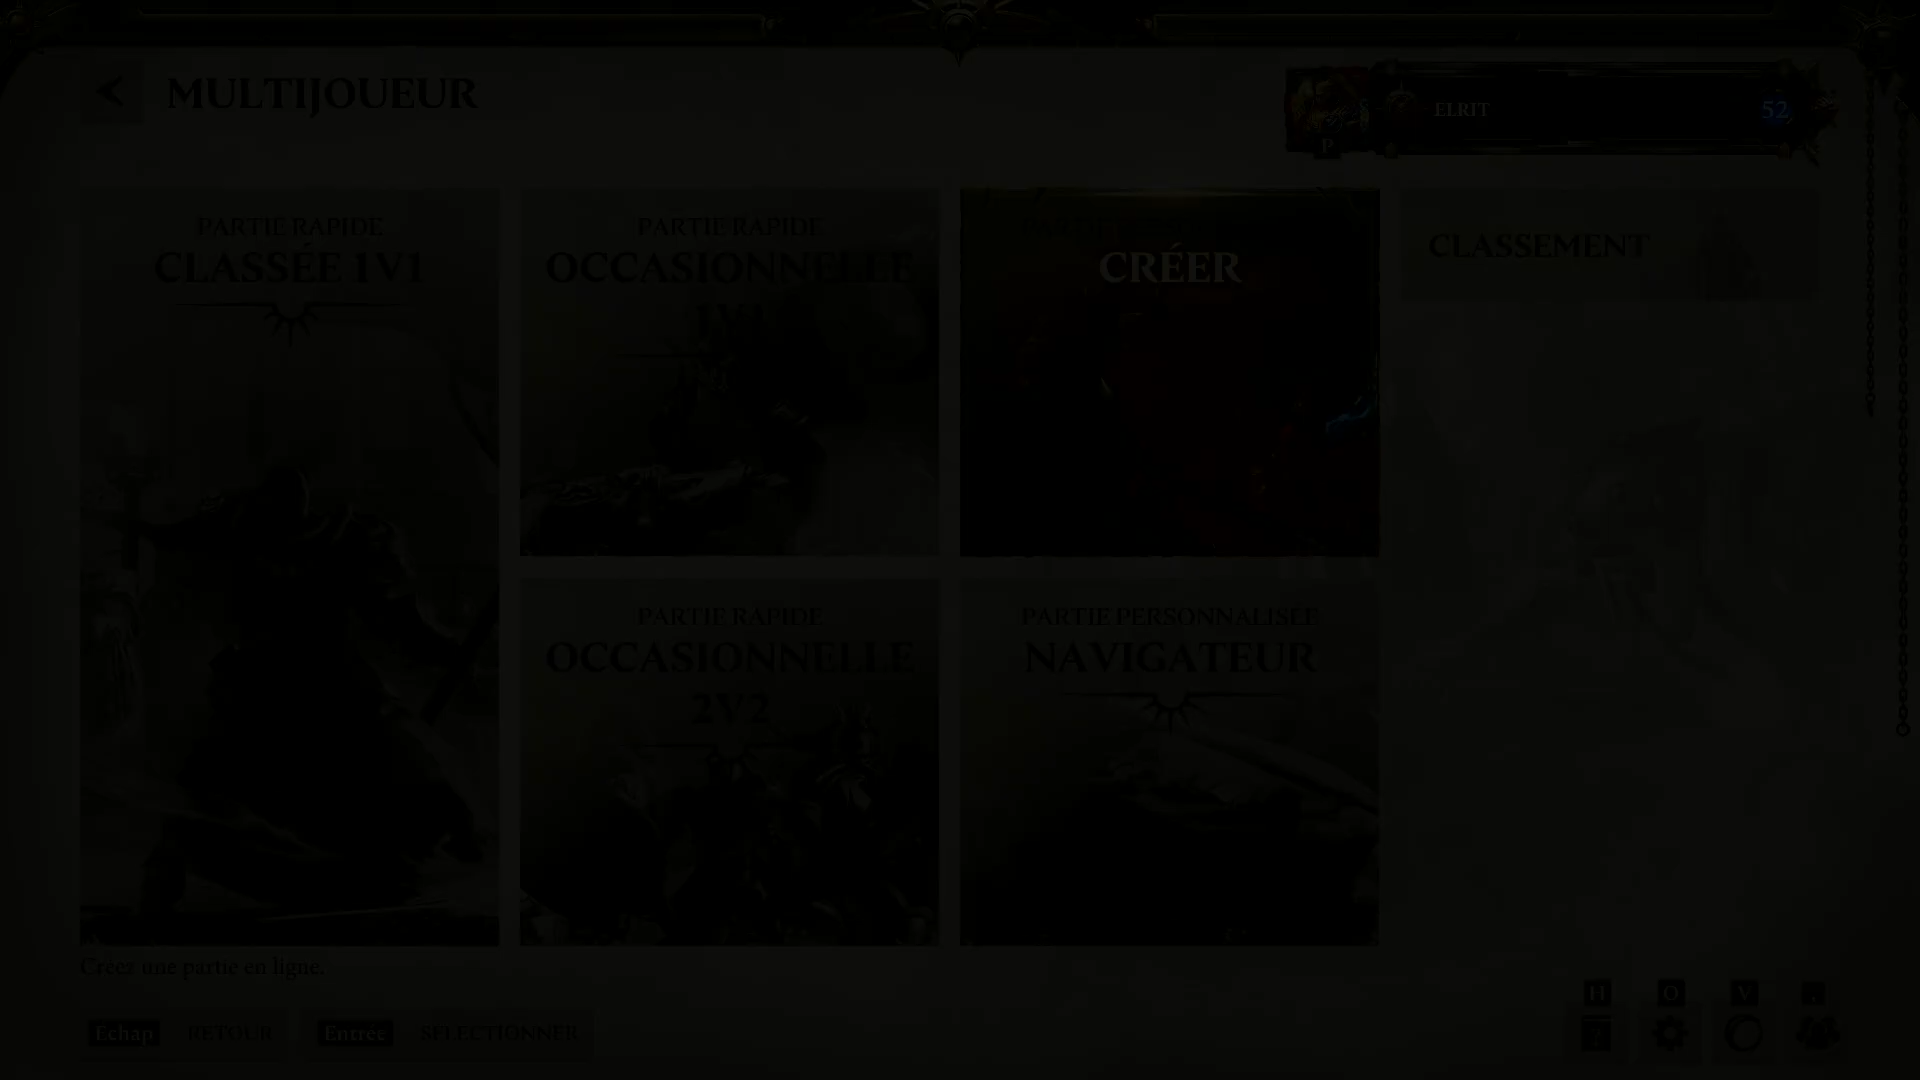 MULTIJOUEUR
ELRIT
52
P
PARTIE RAPIDE
CLASSÉE 1V1
PARTIE RAPIDE
OCCASIONNELLE
1V1
CRÉER
CLASSEMENT
PARTIE RAPIDE
OCCASIONNELLE
2V2
PARTIE PERSONNALISÉE
NAVIGATEUR
Créez une partie en ligne.
Échap RETOUR
Entrée SÉLECTIONNER
H O V